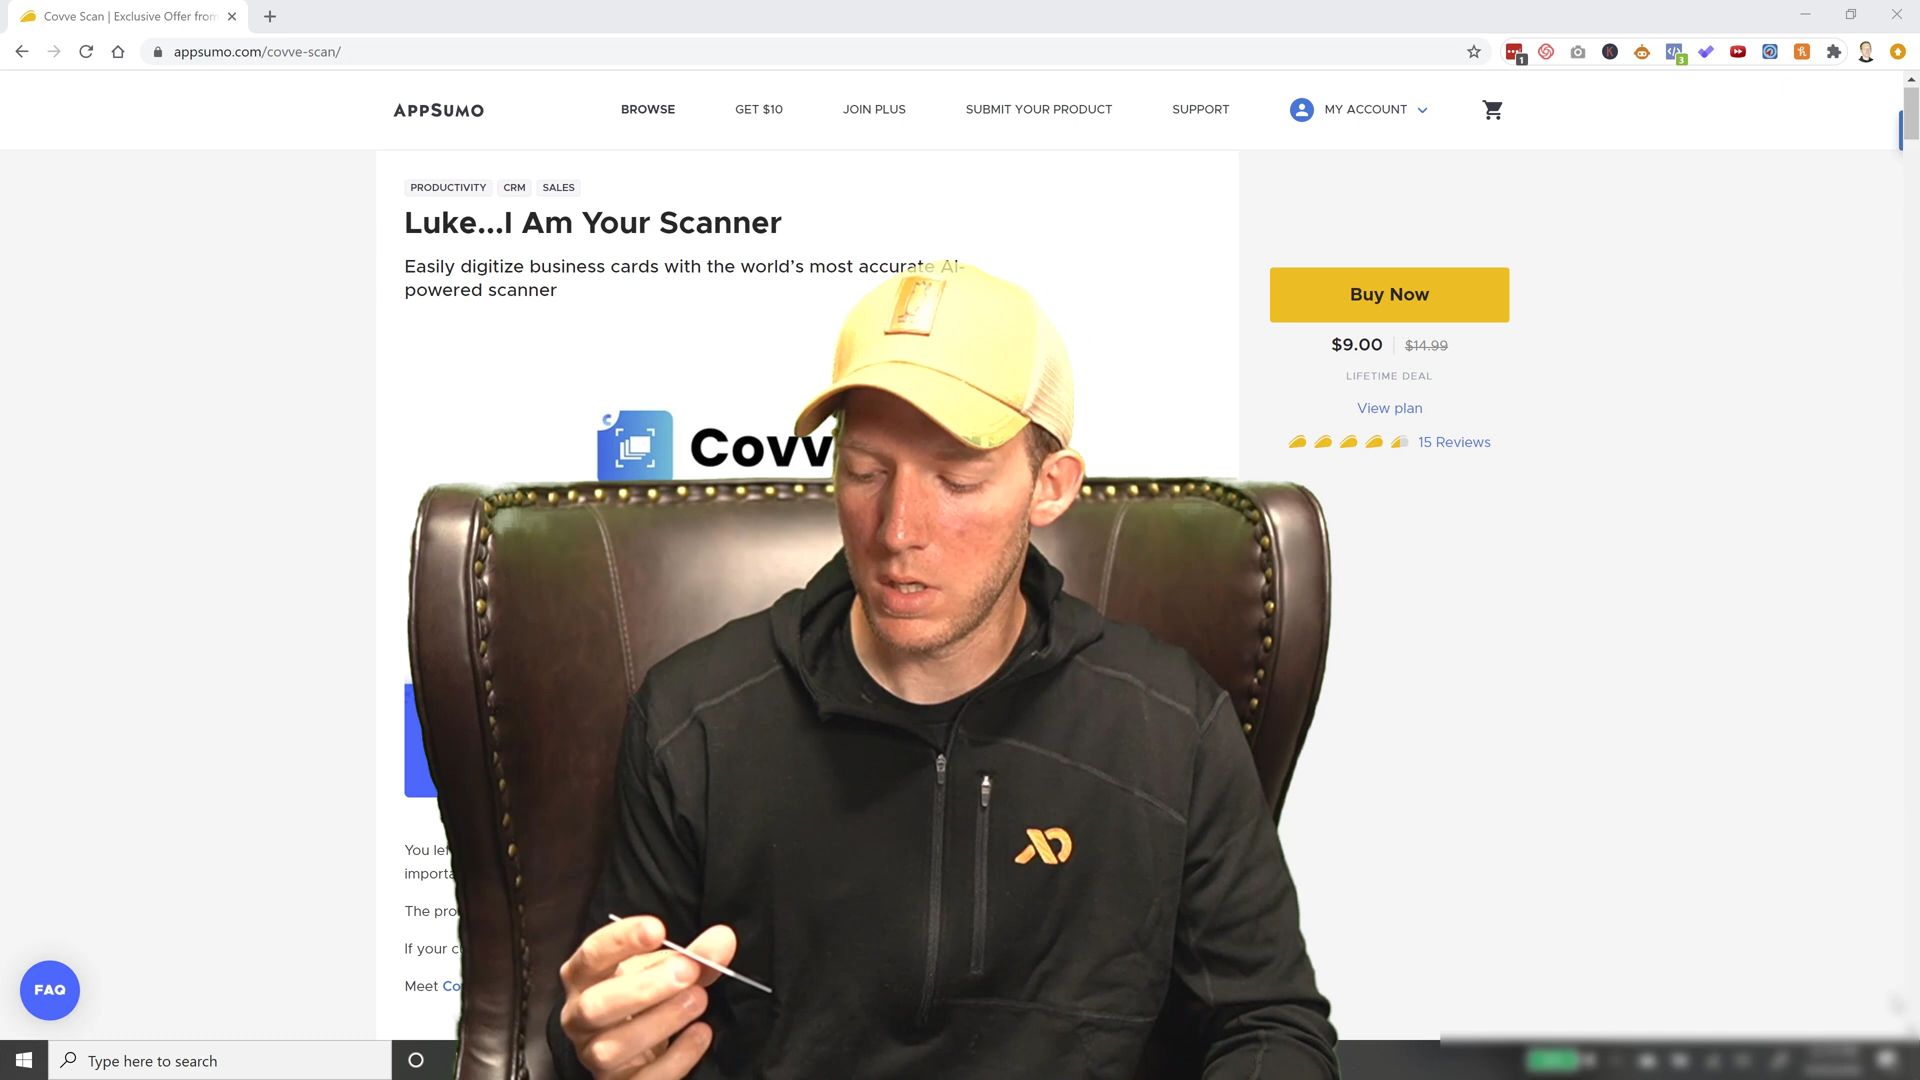 Covve Scan | Exclusive Offer from
appsumo.com/covve-scan/
1
3
APPSUMO
BROWSE
GET $10
JOIN PLUS
SUBMIT YOUR PRODUCT
SUPPORT
MY ACCOUNT
PRODUCTIVITY
CRM
SALES
Luke...I Am Your Scanner
Easily digitize business cards with the world's most accurate AI-
powered scanner
Buy Now
$9.00
$14.99
LIFETIME DEAL
View plan
15 Reviews
Covv
You lef
importa
The pro
If your c
Meet Co
FAQ
Type here to search